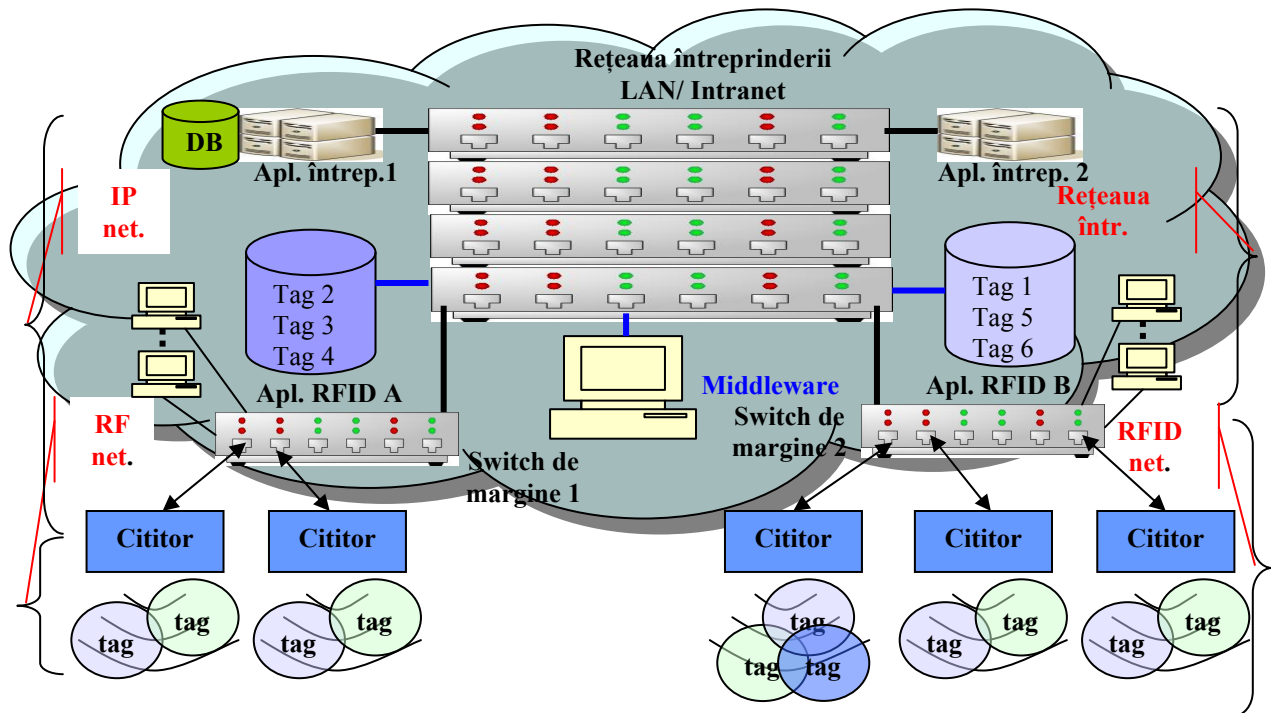 Rețeaua întreprinderii
LAN/ Intranet
DB
Apl. întrep.1
Apl. întrep. 2
IP
net.
Rețeaua
într.
Tag 2
Tag 3
Tag 4
Tag 1
Tag 5
Tag 6
Apl. RFID A
Middleware
Apl. RFID B
RF
net.
Switch de
margine 1
Switch de
margine 2
RFID
net.
Cititor
Cititor
Cititor
Cititor
Cititor
tag
tag
tag
tag
tag
tag
tag
tag
tag
tag
tag